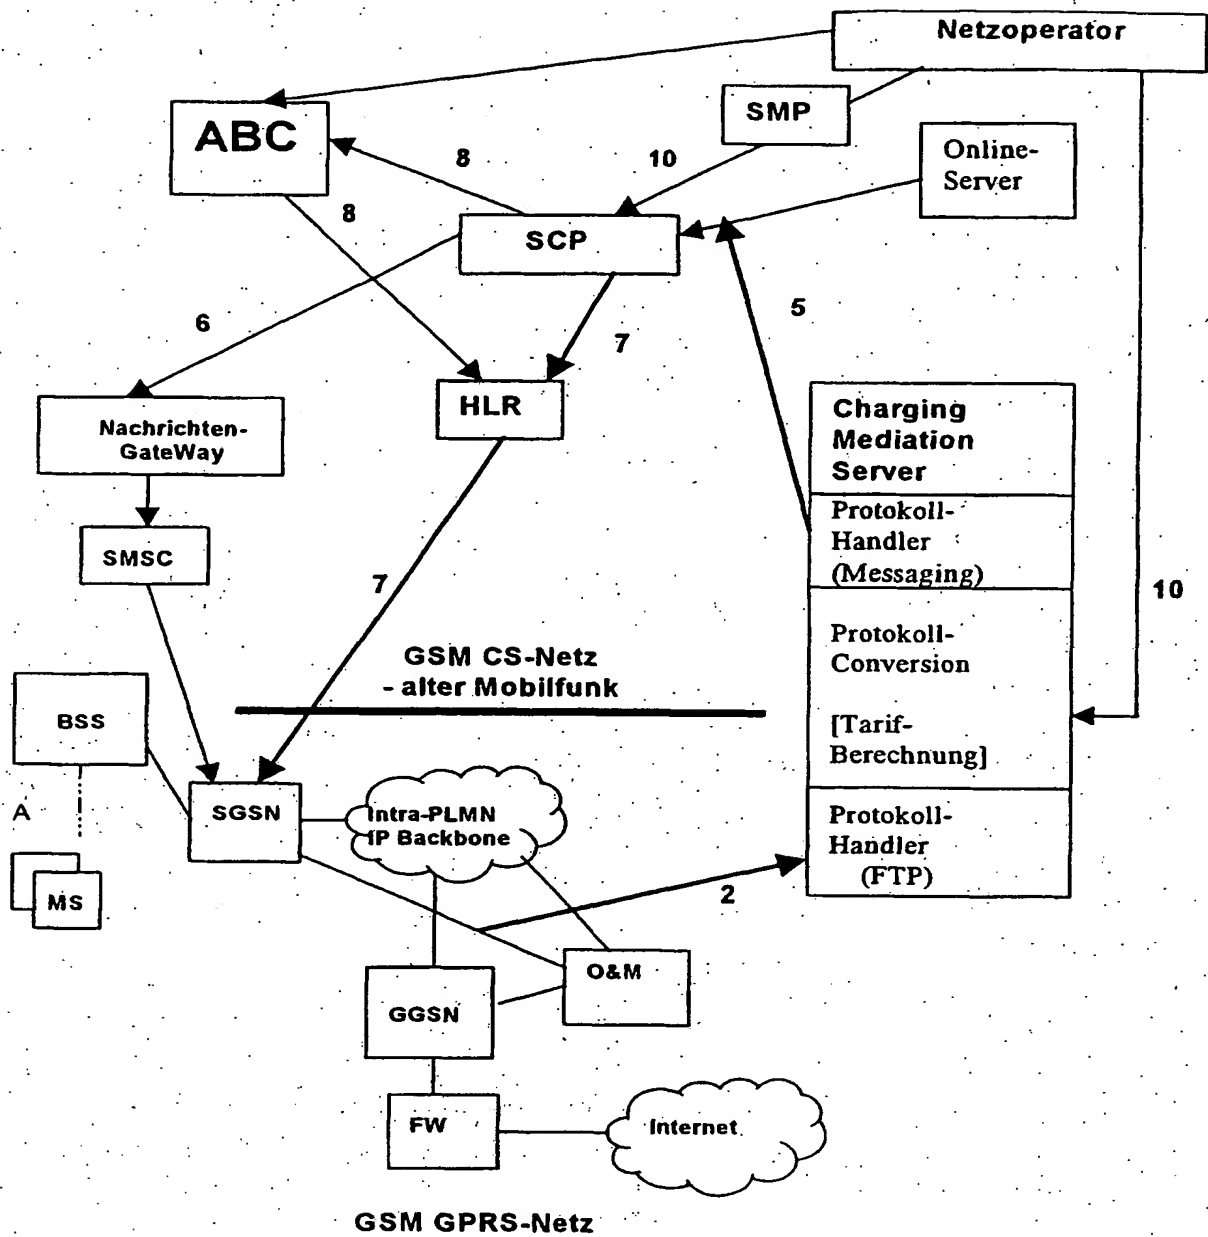 Netzoperator
ABC
SMP
Online-
Server
8
10
8
SCP
6
7
5
HLR
Nachrichten-
GateWay
Charging
Mediation
Server
Protokoll-
Handler
(Messaging)
SMSC
7
10
Protokoll-
Conversion
GSM CS-Netz
- alter Mobilfunk
[Tarif-
Berechnung]
BSS
A
SGSN
Intra-PLMN
IP Backbone
Protokoll-
Handler
(FTP)
MS
2
O&M
GGSN
FW
Internet
GSM GPRS-Netz